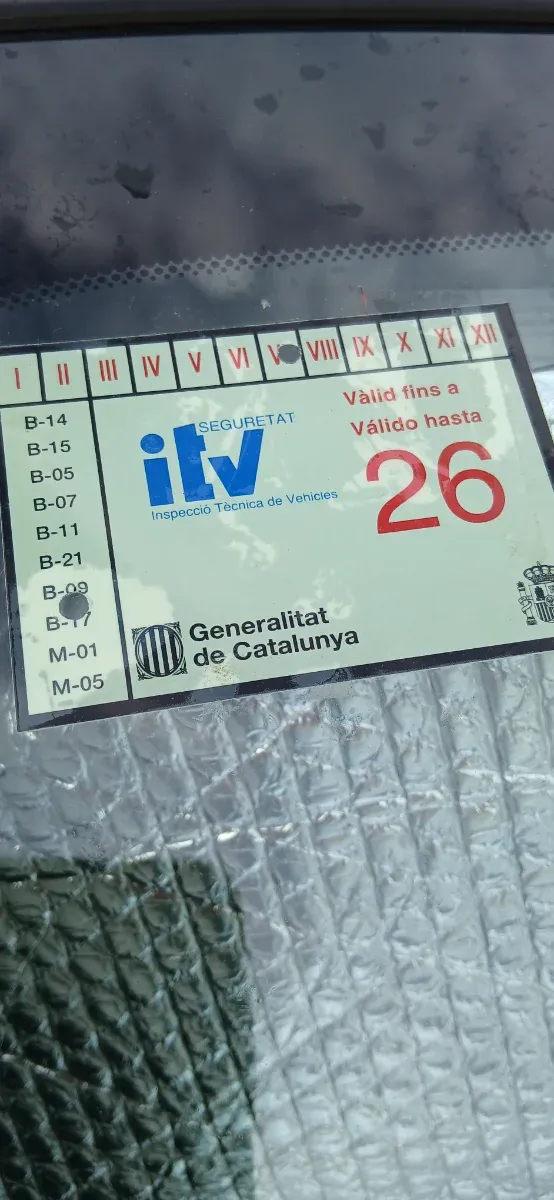 I II III IV V VI V VIII IX X XI XII
B-14
B-15
B-05
B-07
B-11
B-21
B-09
B-17
M-01
M-05
SEGURETAT
itv
Inspecció Tècnica de Vehicles
Vàlid fins a
Válido hasta
26
Generalitat
de Catalunya